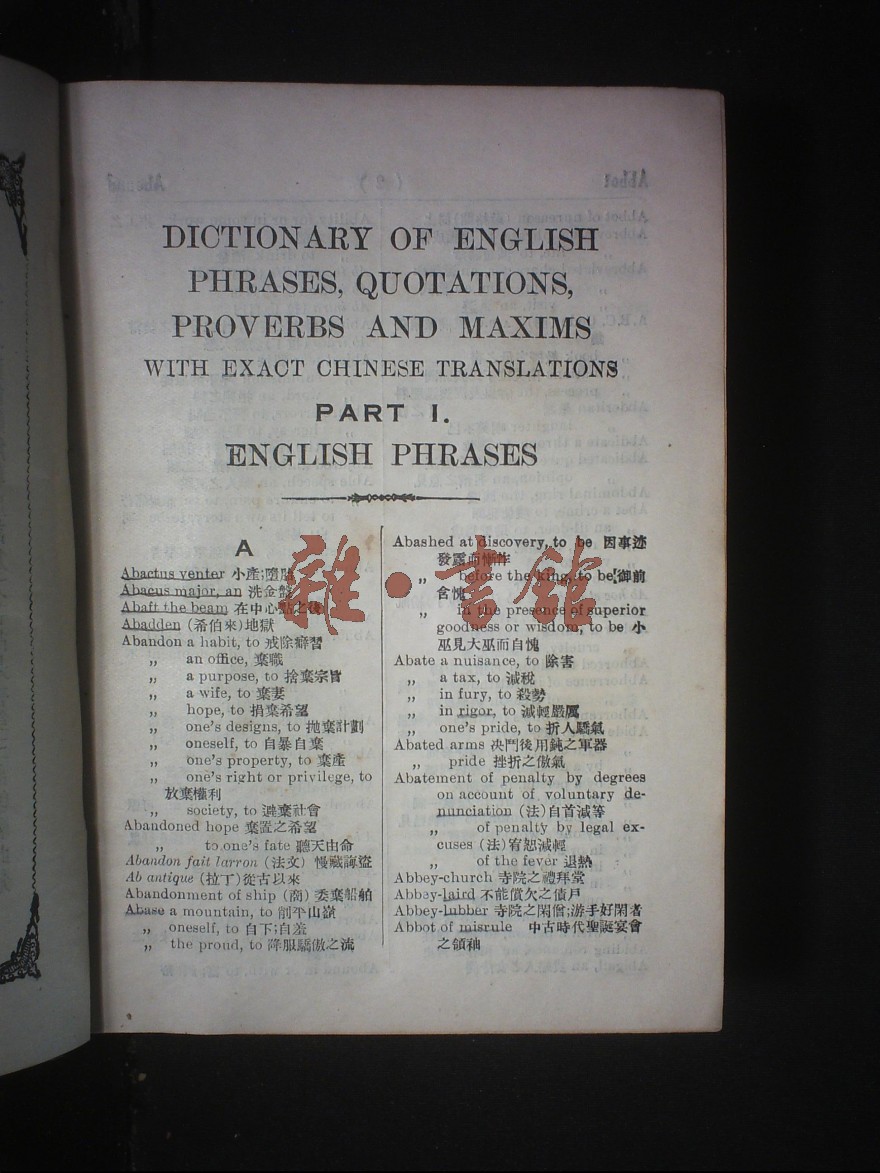 DICTIONARY OF ENGLISH
PHRASES, QUOTATIONS,
PROVERBS AND MAXIMS
WITH EXACT CHINESE TRANSLATIONS
PART I.
ENGLISH PHRASES
A
Abactus venter 小產;墮胎
Abacus major, an 洗金盤
Abaft the beam 在中心點之後
Abadden (希伯來)地獄
Abandon a habit, to 戒除癖習
„ an office, 棄職
„ a purpose, to 捨棄宗旨
„ a wife, to 棄妻
„ hope, to 捐棄希望
„ one's designs, to 拋棄計劃
„ oneself, to 自暴自棄
„ one's property, to 棄產
„ one's right or privilege, to
放棄權利
„ society, to 避棄社會
Abandoned hope 棄置之希望
„ to one's fate 聽天由命
Abandon fait larron (法文) 慢藏誨盜
Ab antique (拉丁)從古以來
Abandonment of ship (商) 委棄船舶
Abase a mountain, to 削平山嶺
„ oneself, to 自下;自羞
„ the proud, to 降服驕傲之流
Abashed at discovery, to be 因事迹
發露而慚怍
„ before the king, to be 御前
含愧
„ in the presence of superior
goodness or wisdom, to be 小
巫見大巫而自愧
Abate a nuisance, to 除害
„ a tax, to 減稅
„ in fury, to 殺勢
„ in rigor, to 減輕嚴厲
„ one's pride, to 折人驕氣
Abated arms 决鬥後用鈍之軍器
„ pride 挫折之傲氣
Abatement of penalty by degrees
on account of voluntary de-
nunciation (法)自首減等
„ of penalty by legal ex-
cuses (法)宥恕減輕
„ of the fever 退熱
Abbey-church 寺院之禮拜堂
Abbey-laird 不能償欠之債戶
Abbey-lubber 寺院之閑僧;游手好閑者
Abbot of misrule 中古時代聖誕宴會
之領袖
雜·書館